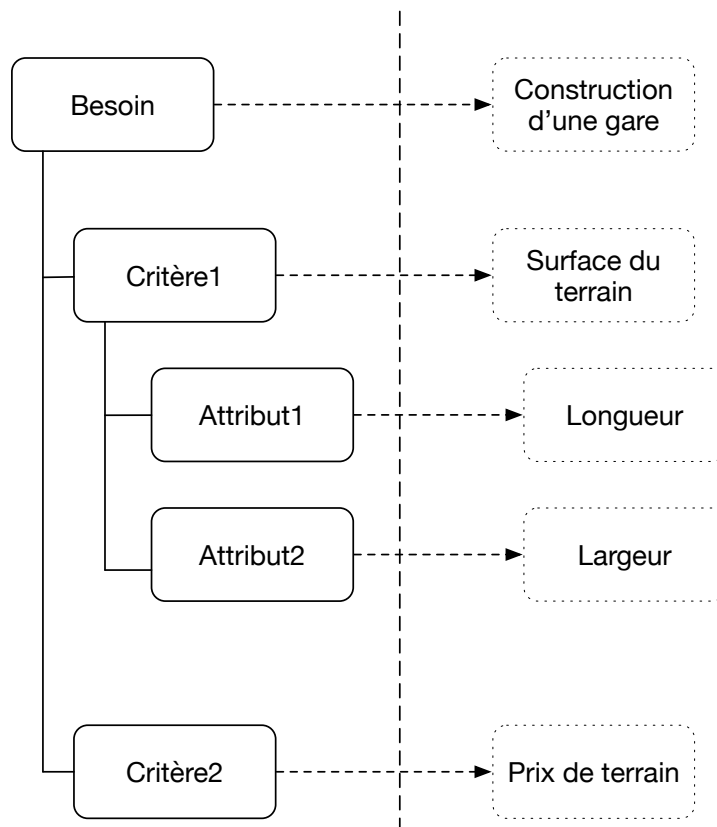 Besoin
Construction
d’une gare
Critère1
Surface du
terrain
Attribut1
Longueur
Attribut2
Largeur
Critère2
Prix de terrain